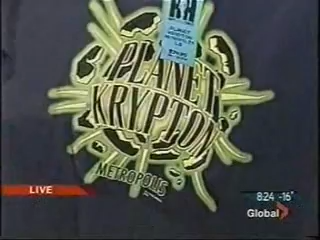 PLANET
KRYPTON
METROPOLIS
LIVE
8:24 -16°
Global